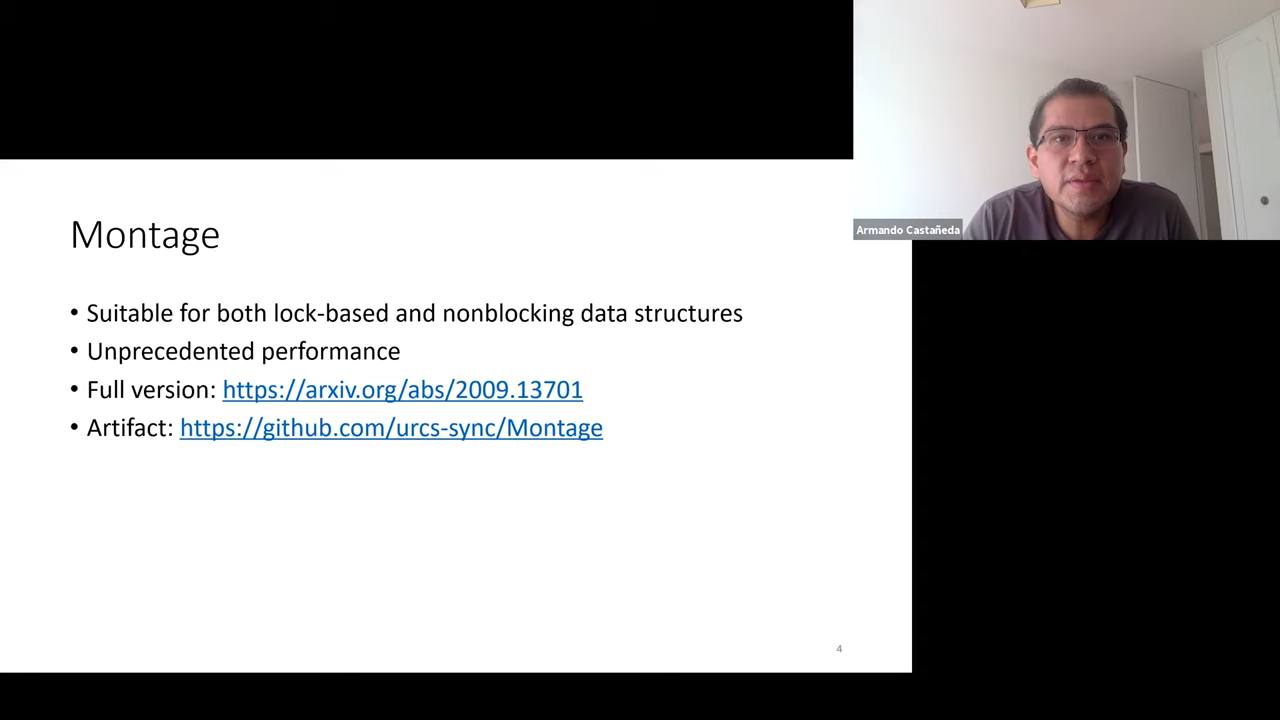 Armando Castañeda
Montage
• Suitable for both lock-based and nonblocking data structures
• Unprecedented performance
• Full version: https://arxiv.org/abs/2009.13701
• Artifact: https://github.com/urcs-sync/Montage
4